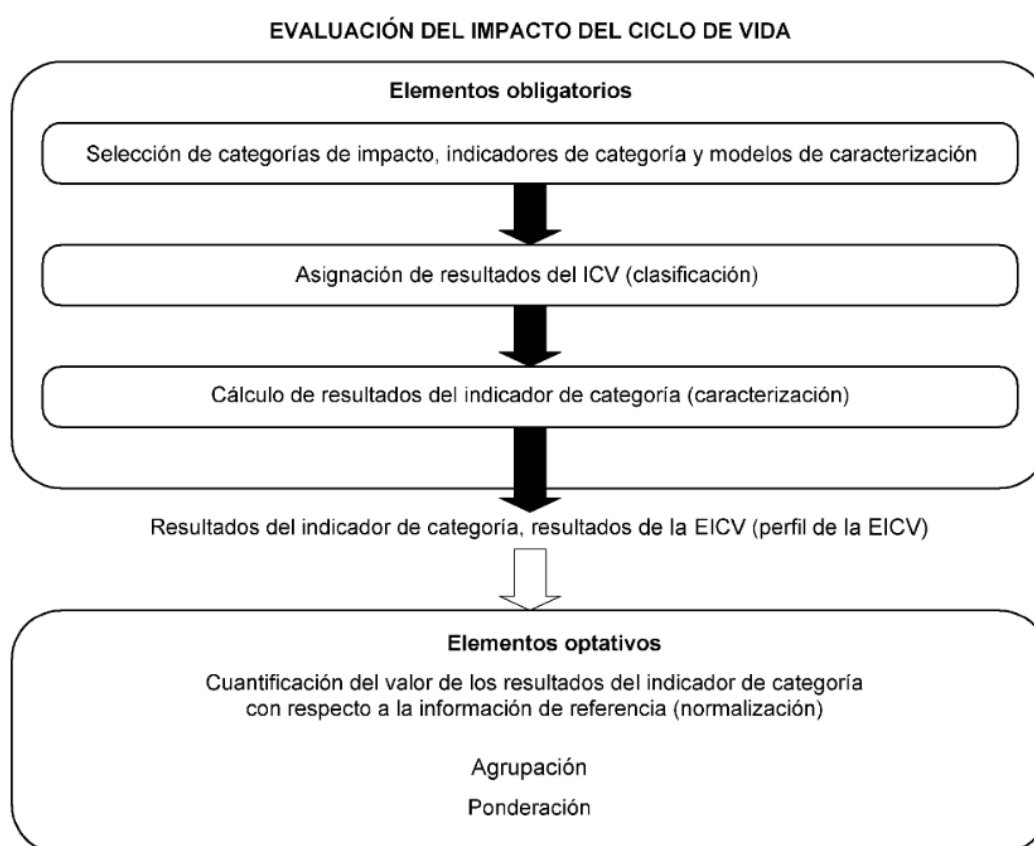 EVALUACIÓN DEL IMPACTO DEL CICLO DE VIDA
Elementos obligatorios
Selección de categorías de impacto, indicadores de categoría y modelos de caracterización
Asignación de resultados del ICV (clasificación)
Cálculo de resultados del indicador de categoría (caracterización)
Resultados del indicador de categoría, resultados de la EICV (perfil de la EICV)
Elementos optativos
Cuantificación del valor de los resultados del indicador de categoría
con respecto a la información de referencia (normalización)
Agrupación
Ponderación